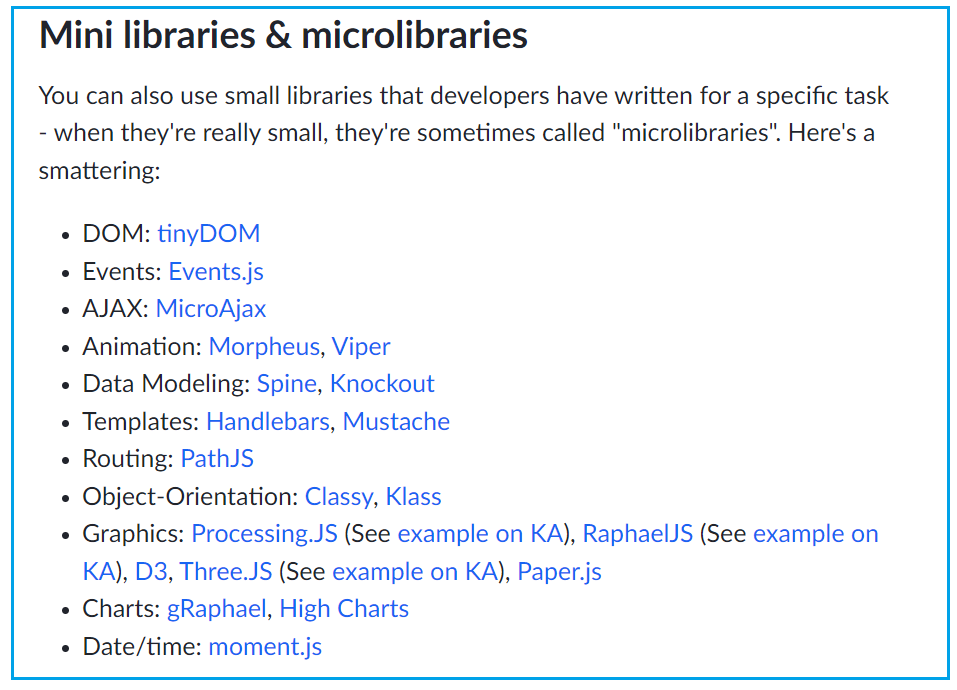 Mini libraries & microlibraries
You can also use small libraries that developers have written for a specific task
- when they're really small, they're sometimes called "microlibraries". Here's a
smattering:
• DOM: tinyDOM
• Events: Events.js
• AJAX: MicroAjax
• Animation: Morpheus, Viper
• Data Modeling: Spine, Knockout
• Templates: Handlebars, Mustache
• Routing: PathJS
• Object-Orientation: Classy, Klass
• Graphics: Processing.JS (See example on KA), RaphaelJS (See example on
KA), D3, Three.JS (See example on KA), Paper.js
• Charts: gRaphael, High Charts
• Date/time: moment.js